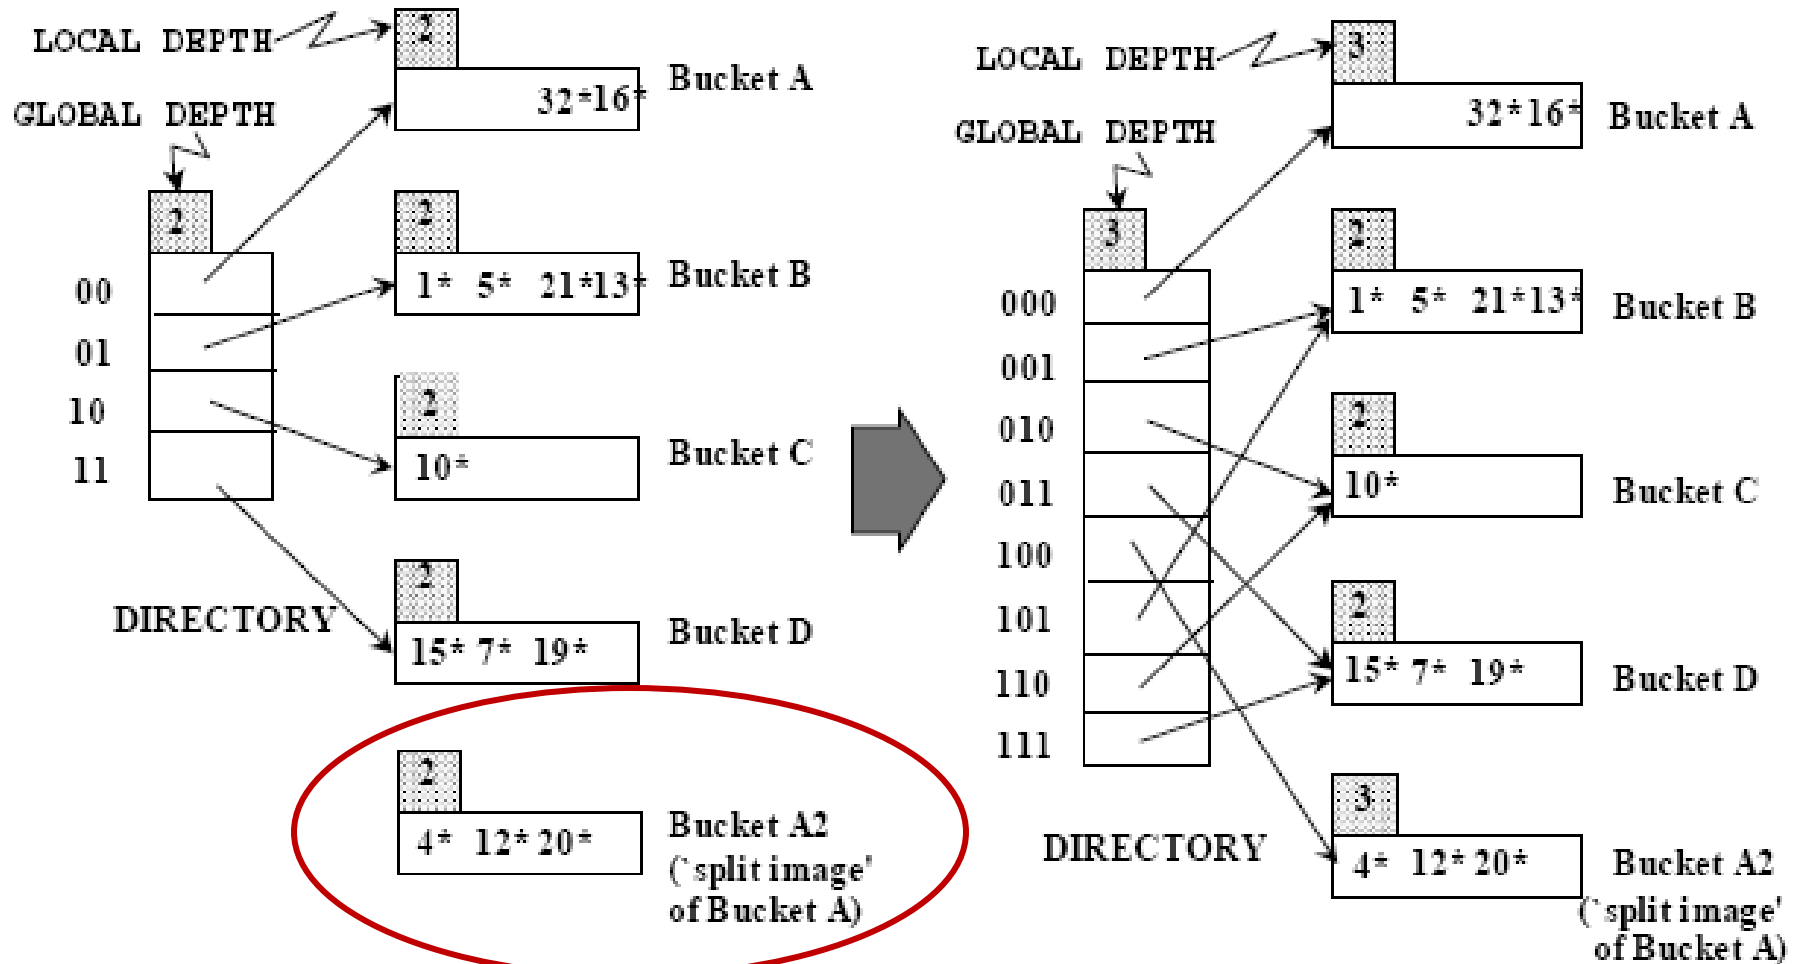 LOCAL DEPTH
2
Bucket A
32* 16*
GLOBAL DEPTH
2
2
00
1* 5* 21* 13*
Bucket B
01
2
10
10*
Bucket C
11
2
DIRECTORY
15* 7* 19*
Bucket D
2
4* 12* 20*
Bucket A2
(`split image'
of Bucket A)
LOCAL DEPTH
3
32* 16*
Bucket A
GLOBAL DEPTH
3
2
000
1* 5* 21* 13*
Bucket B
001
2
010
10*
Bucket C
011
100
2
101
15* 7* 19*
Bucket D
110
111
3
DIRECTORY
4* 12* 20*
Bucket A2
(`split image'
of Bucket A)